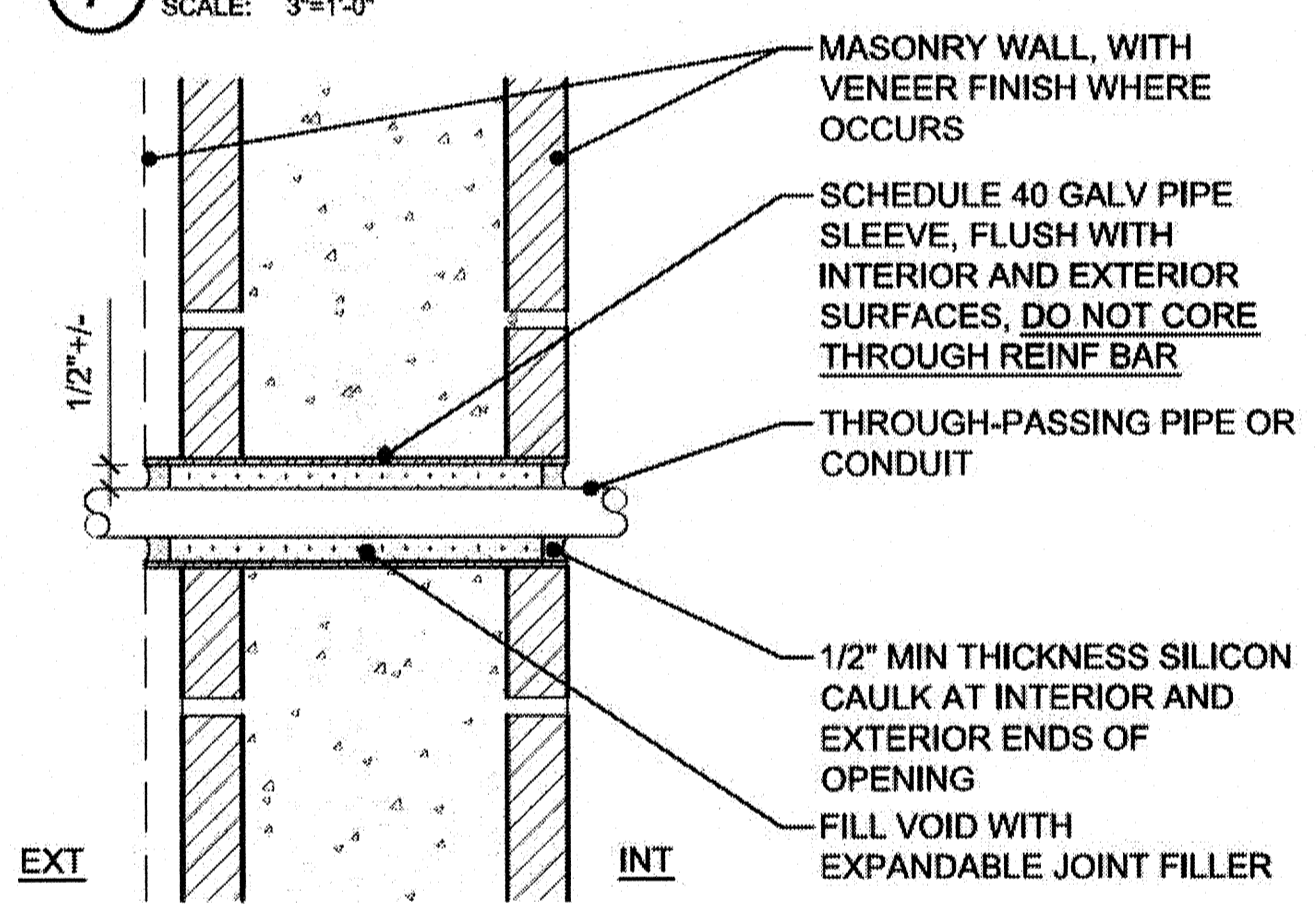 SCALE: 3"=1'-0"
MASONRY WALL, WITH
VENEER FINISH WHERE
OCCURS
SCHEDULE 40 GALV PIPE
SLEEVE, FLUSH WITH
INTERIOR AND EXTERIOR
SURFACES, DO NOT CORE
THROUGH REINF BAR
1/2"+/-
THROUGH-PASSING PIPE OR
CONDUIT
1/2" MIN THICKNESS SILICON
CAULK AT INTERIOR AND
EXTERIOR ENDS OF
OPENING
FILL VOID WITH
EXPANDABLE JOINT FILLER
EXT
INT